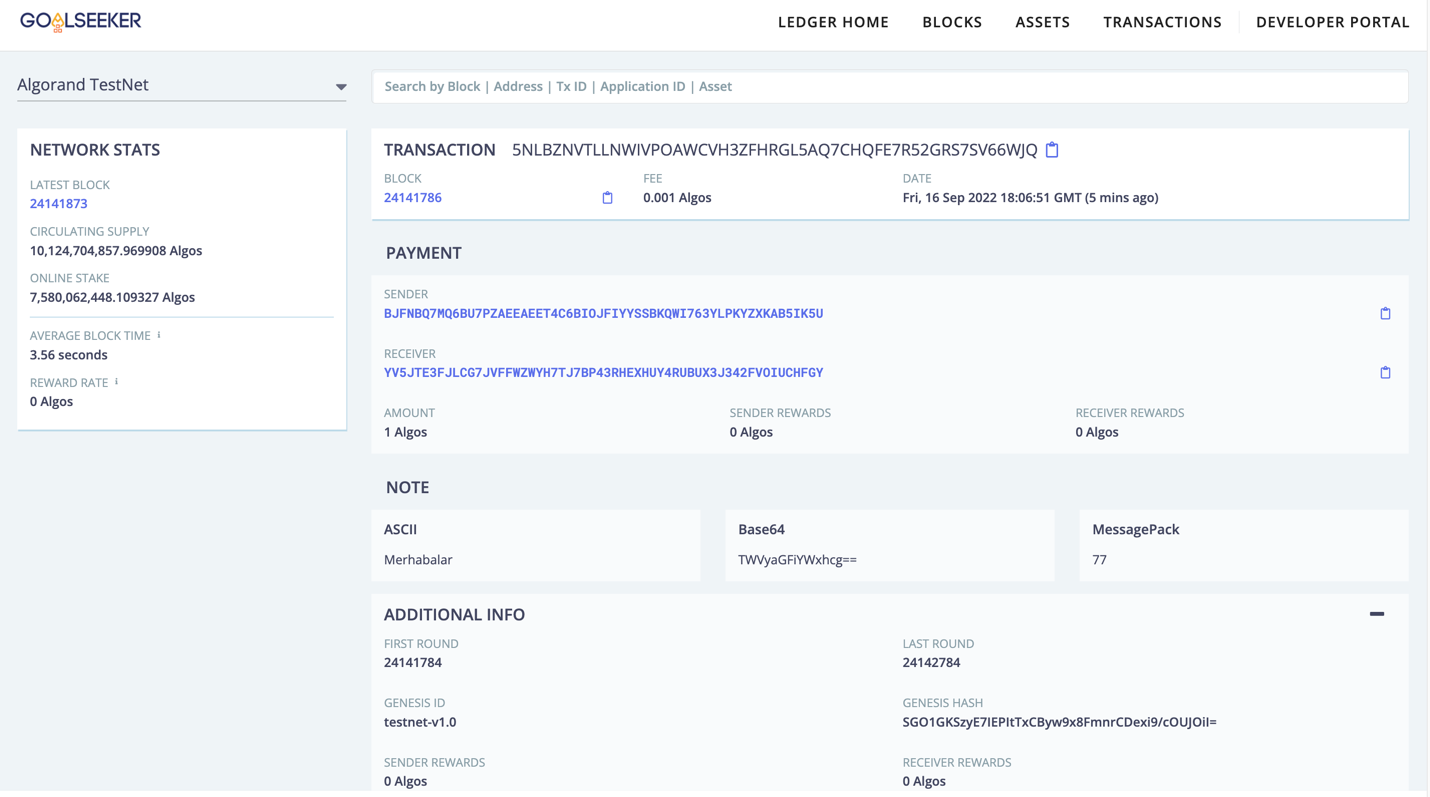 GOALSEEKER
LEDGER HOME BLOCKS ASSETS TRANSACTIONS DEVELOPER PORTAL
Algorand TestNet
Search by Block | Address | Tx ID | Application ID | Asset
NETWORK STATS
LATEST BLOCK
24141873
CIRCULATING SUPPLY
10,124,704,857.969908 Algos
ONLINE STAKE
7,580,062,448.109327 Algos
AVERAGE BLOCK TIME i
3.56 seconds
REWARD RATE i
0 Algos
TRANSACTION 5NLBZNVTLLNWIVPOAWCVH3ZFHRGL5AQ7CHQFE7R52GRS7SV66WJQ
BLOCK FEE DATE
24141786 0.001 Algos Fri, 16 Sep 2022 18:06:51 GMT (5 mins ago)
PAYMENT
SENDER
BJFNBQ7MQ6BU7PZAEEAEET4C6BIOJFIYYSSBKQWI763YLPKYZXKAB5IK5U
RECEIVER
YV5JTE3FJLCG7JVFFWZWYH7TJ7BP43RHEXHUY4RUBUX3J342FVOIUCHFGY
AMOUNT SENDER REWARDS RECEIVER REWARDS
1 Algos 0 Algos 0 Algos
NOTE
ASCII Base64 MessagePack
Merhabalar TWVyaGFiYWxhcg== 77
ADDITIONAL INFO
FIRST ROUND LAST ROUND
24141784 24142784
GENESIS ID GENESIS HASH
testnet-v1.0 SGO1GKSzyE7IEPItTxCByw9x8FmnrCDexi9/cOUJOiI=
SENDER REWARDS RECEIVER REWARDS
0 Algos 0 Algos